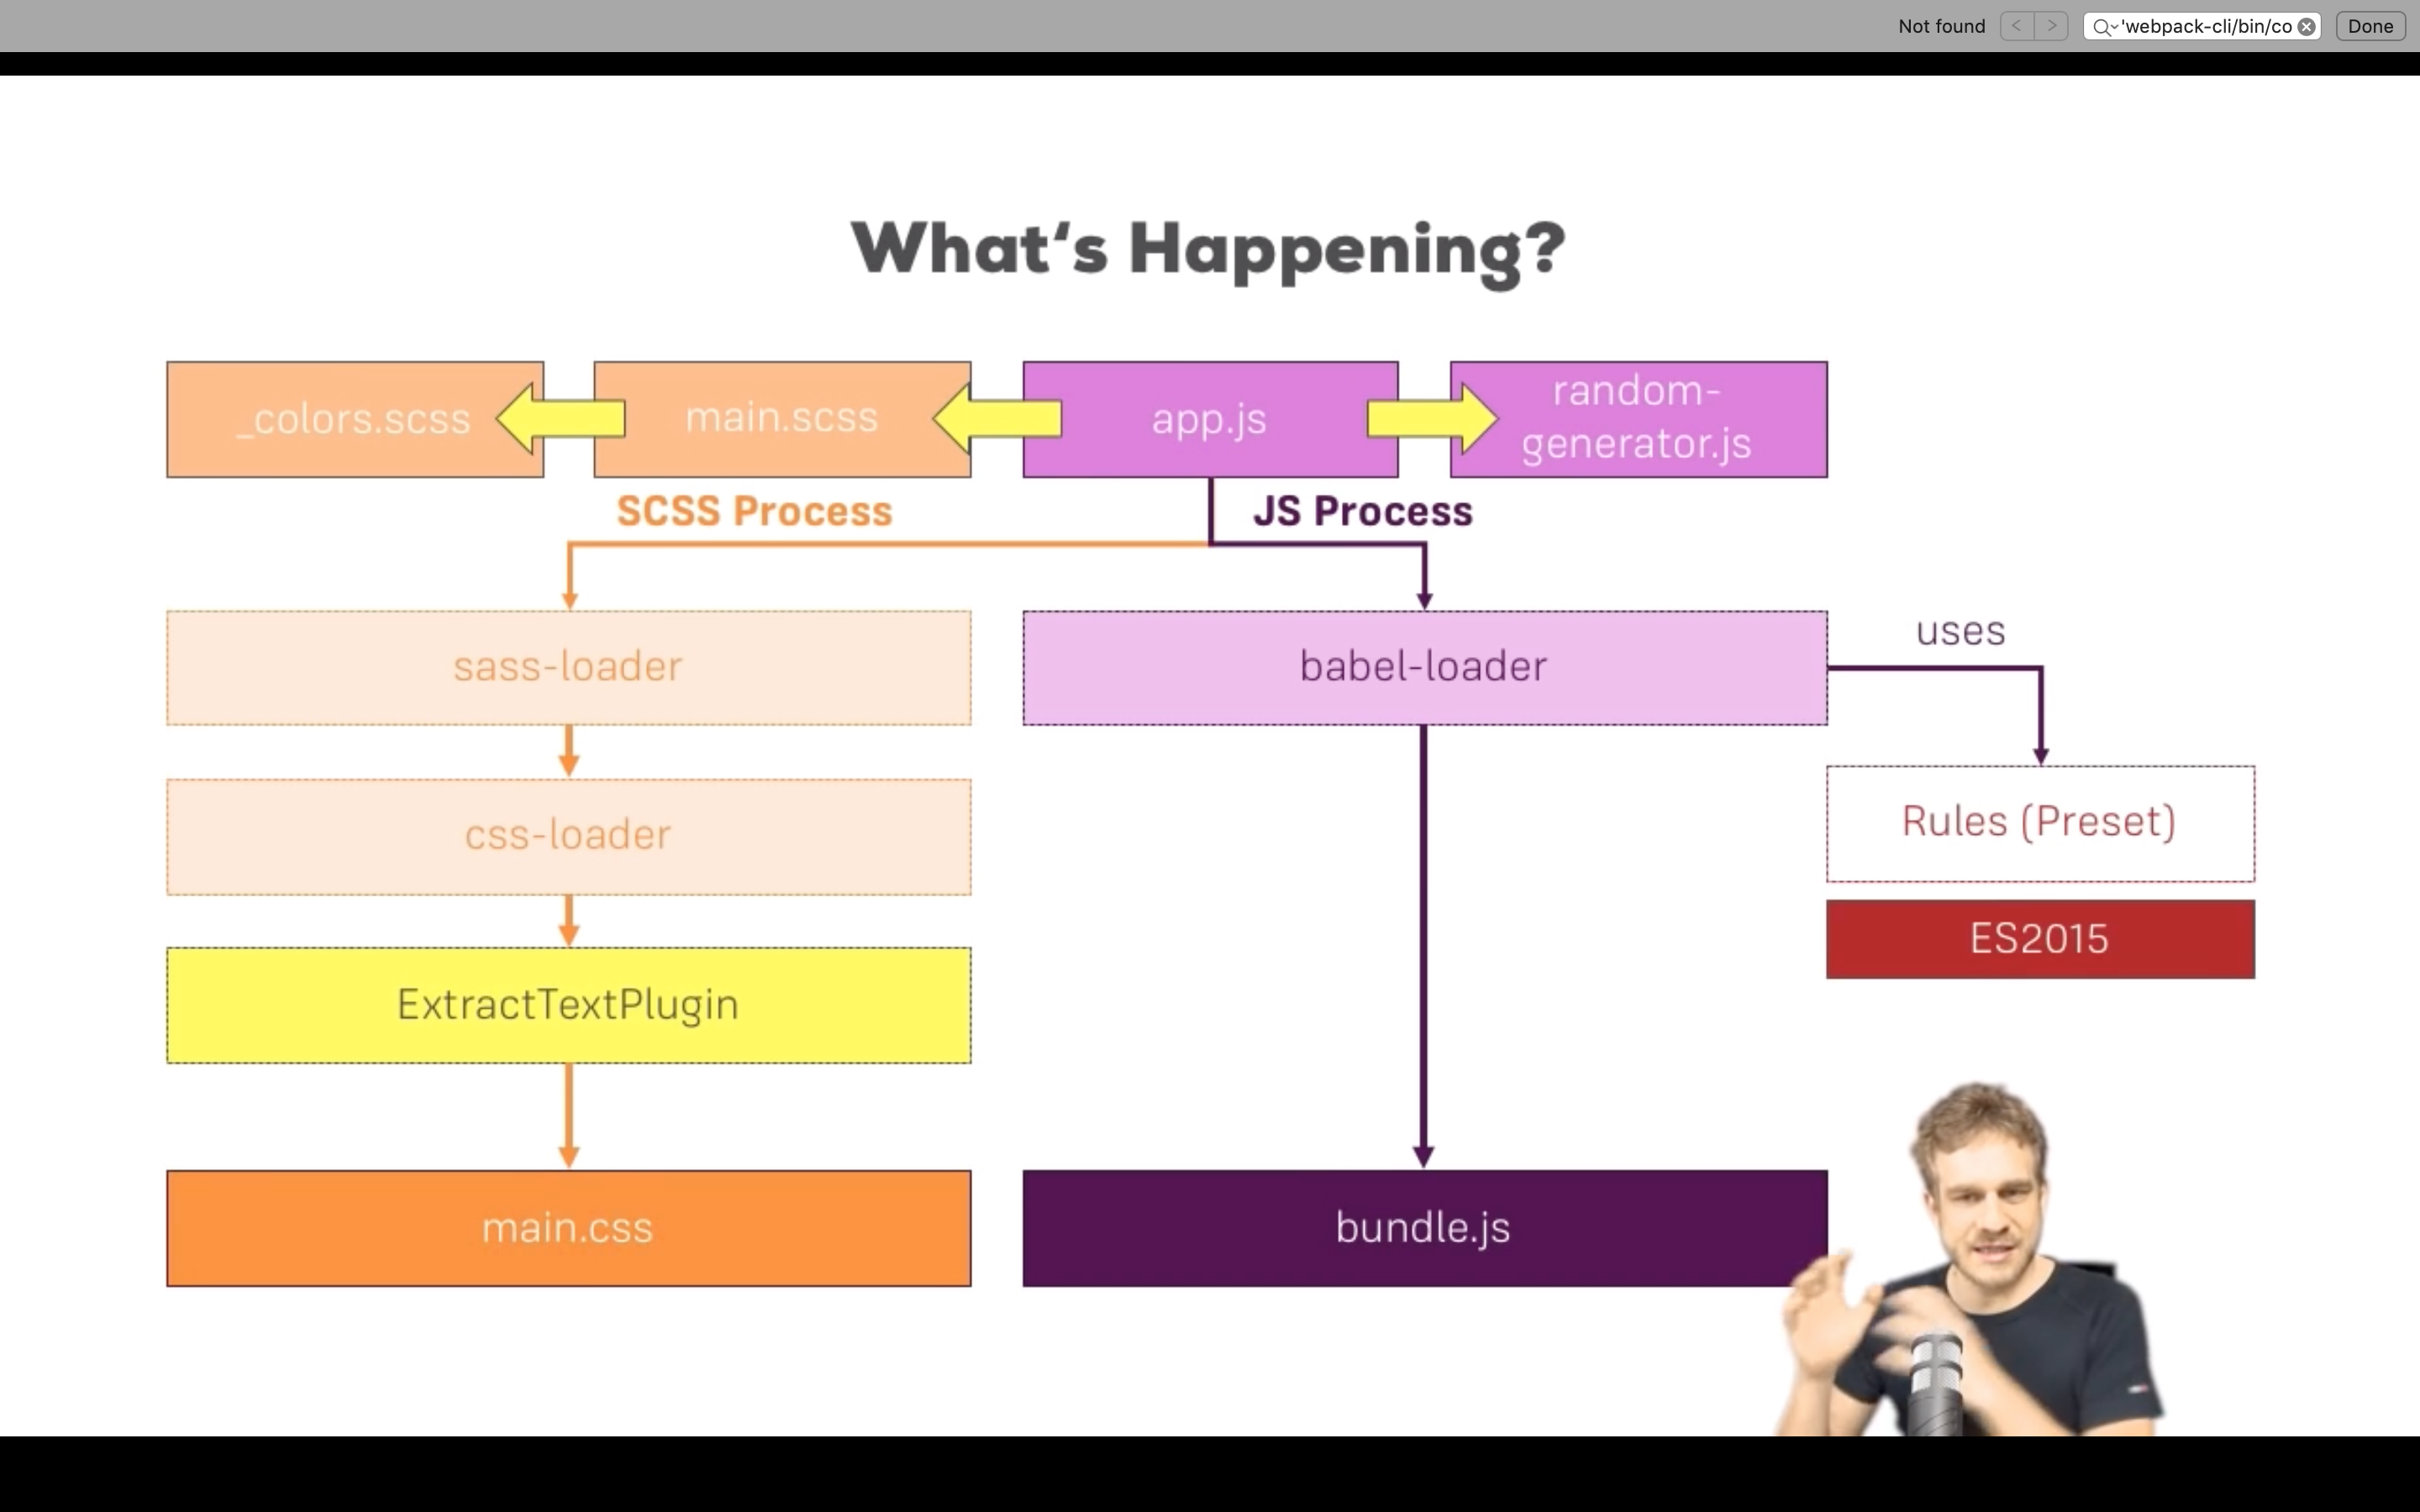 Not found
'webpack-cli/bin/co
Done
What‘s Happening?
_colors.scss
main.scss
app.js
random-
generator.js
SCSS Process
JS Process
sass-loader
babel-loader
uses
css-loader
Rules (Preset)
ES2015
ExtractTextPlugin
main.css
bundle.js